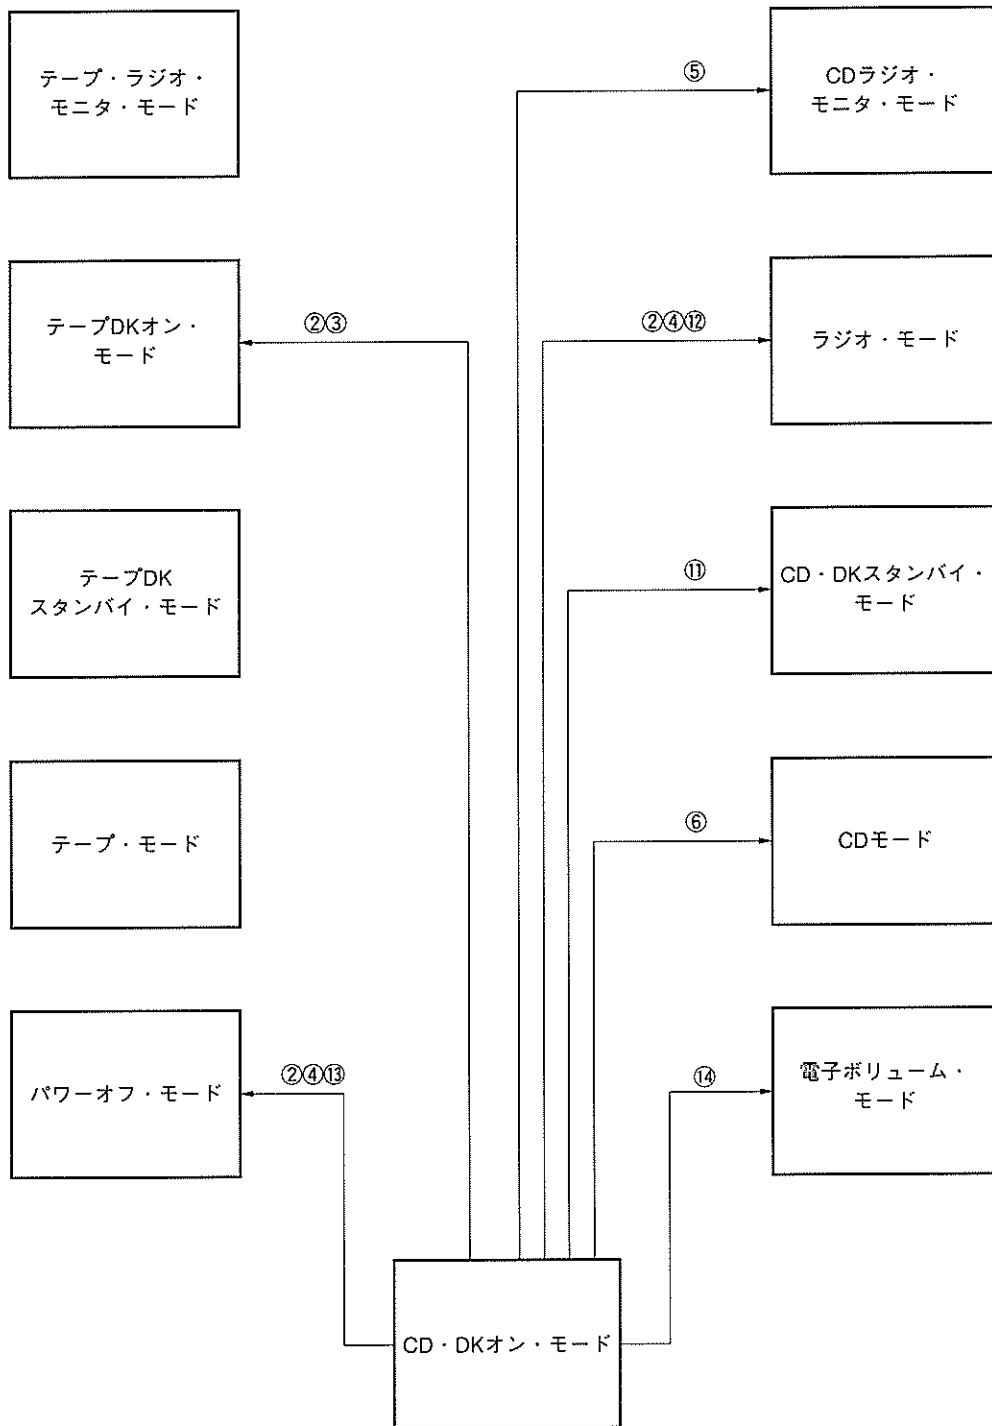 テープ・ラジオ・
モニタ・モード
⑤
CDラジオ・
モニタ・モード
テープDKオン・
モード
②③
②④⑫
ラジオ・モード
テープDK
スタンバイ・モード
⑪
CD・DKスタンバイ・
モード
テープ・モード
⑥
CDモード
パワーオフ・モード
②④⑬
⑭
電子ボリューム・
モード
CD・DKオン・モード